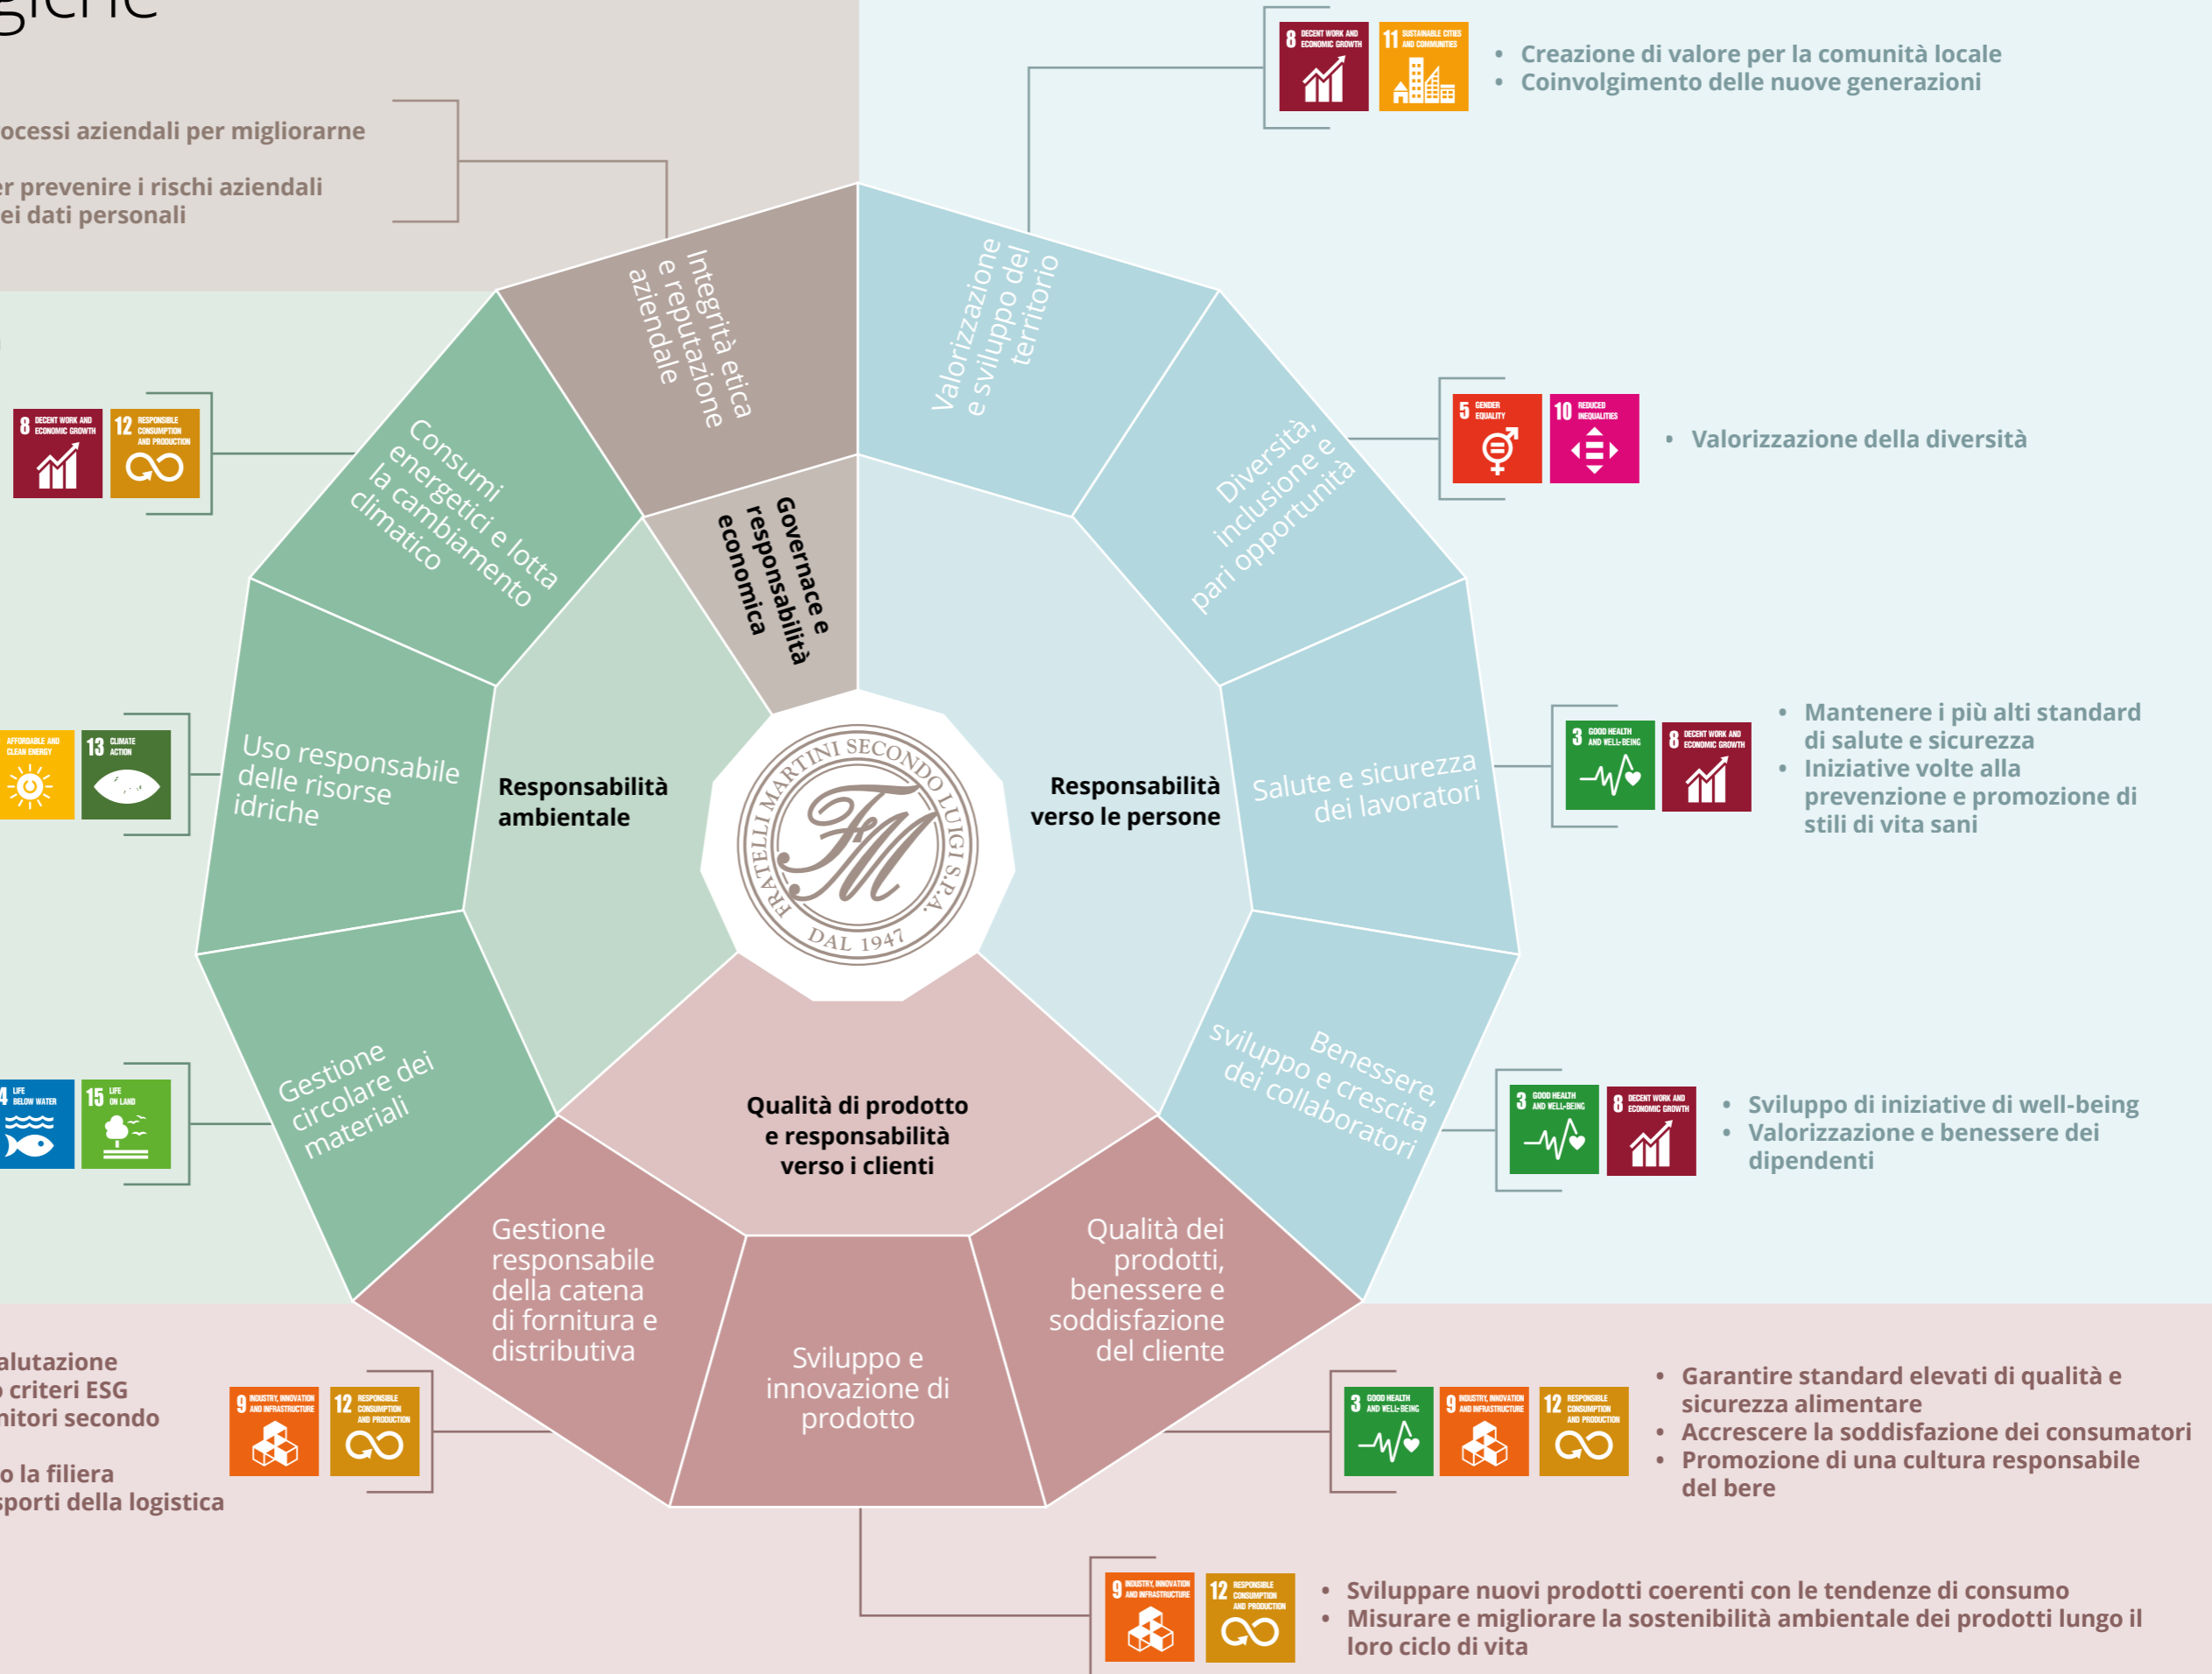 aziendali per migliorarne
prevenire i rischi aziendali
dati personali
8 DECENT WORK AND
ECONOMIC GROWTH
11 SUSTAINABLE CITIES
AND COMMUNITIES
• Creazione di valore per la comunità locale
• Coinvolgimento delle nuove generazioni
Integrità etica
e reputazione
aziendale
Valorizzazione
e sviluppo del
territorio
8 DECENT WORK AND
ECONOMIC GROWTH
12 RESPONSIBLE
CONSUMPTION
AND PRODUCTION
Consumi
energetici e lotta
la cambiamento
climatico
Governace e
responsabilità
economica
Diversità,
inclusione e
pari opportunità
5 GENDER
EQUALITY
10 REDUCED
INEQUALITIES
• Valorizzazione della diversità
AFFORDABLE AND
CLEAN ENERGY
13 CLIMATE
ACTION
Uso responsabile
delle risorse
idriche
Responsabilità
ambientale
FRATELLI MARTINI SECONDO LUIGI S.P.A.
FM
DAL 1947
Responsabilità
verso le persone
Salute e sicurezza
dei lavoratori
3 GOOD HEALTH
AND WELL-BEING
8 DECENT WORK AND
ECONOMIC GROWTH
• Mantenere i più alti standard
di salute e sicurezza
• Iniziative volte alla
prevenzione e promozione di
stili di vita sani
LIFE
BELOW WATER
15 LIFE
ON LAND
Gestione
circolare dei
materiali
Qualità di prodotto
e responsabilità
verso i clienti
Benessere,
sviluppo e crescita
dei collaboratori
3 GOOD HEALTH
AND WELL-BEING
8 DECENT WORK AND
ECONOMIC GROWTH
• Sviluppo di iniziative di well-being
• Valorizzazione e benessere dei
dipendenti
Gestione
responsabile
della catena
di fornitura e
distributiva
Sviluppo e
innovazione di
prodotto
Qualità dei
prodotti,
benessere e
soddisfazione
del cliente
criteri ESG
secondo
la filiera
della logistica
9 INDUSTRY, INNOVATION
AND INFRASTRUCTURE
12 RESPONSIBLE
CONSUMPTION
AND PRODUCTION
3 GOOD HEALTH
AND WELL-BEING
9 INDUSTRY, INNOVATION
AND INFRASTRUCTURE
12 RESPONSIBLE
CONSUMPTION
AND PRODUCTION
• Garantire standard elevati di qualità e
sicurezza alimentare
• Accrescere la soddisfazione dei consumatori
• Promozione di una cultura responsabile
del bere
9 INDUSTRY, INNOVATION
AND INFRASTRUCTURE
12 RESPONSIBLE
CONSUMPTION
AND PRODUCTION
• Sviluppare nuovi prodotti coerenti con le tendenze di consumo
• Misurare e migliorare la sostenibilità ambientale dei prodotti lungo il
loro ciclo di vita